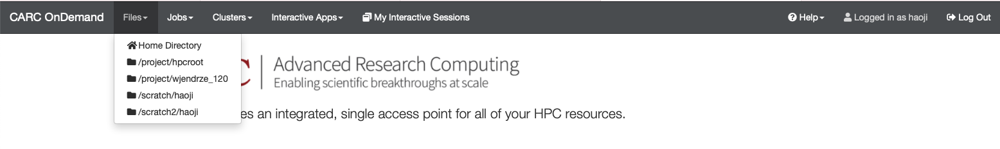 CARC OnDemand Files Jobs Clusters Interactive Apps My Interactive Sessions Help Logged in as haoji Log Out
Home Directory
/project/hpcroot
/project/wjendrze_120
/scratch/haoji
/scratch2/haoji
Advanced Research Computing
Enabling scientific breakthroughs at scale
es an integrated, single access point for all of your HPC resources.